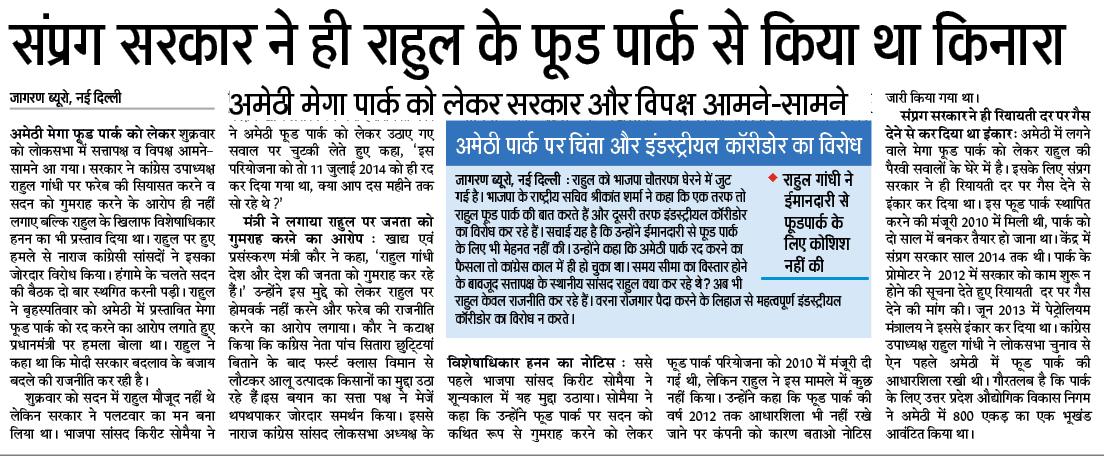 संप्रग सरकार ने ही राहुल के फूड पार्क से किया था किनारा
जागरण ब्यूरो, नई दिल्ली
अमेठी मेगा पार्क को लेकर सरकार और विपक्ष आमने-सामने
अमेठी मेगा फूड पार्क को लेकर शुक्रवार
को लोकसभा में सत्तापक्ष व विपक्ष आमने-
सामने आ गया। सरकार ने कांग्रेस उपाध्यक्ष
राहुल गांधी पर फरेब की सियासत करने व
सदन को गुमराह करने के आरोप ही नहीं
लगाए बल्कि राहुल के खिलाफ विशेषाधिकार
हनन का भी प्रस्ताव दिया था। राहुल पर हुए
हमले से नाराज कांग्रेसी सांसदों ने इसका
जोरदार विरोध किया। हंगामे के चलते सदन
की बैठक दो बार स्थगित करनी पड़ी। राहुल
ने बृहस्पतिवार को अमेठी में प्रस्तावित मेगा
फूड पार्क को रद करने का आरोप लगाते हुए
प्रधानमंत्री पर हमला बोला था। राहुल ने
कहा था कि मोदी सरकार बदलाव के बजाय
बदले की राजनीति कर रही है।
शुक्रवार को सदन में राहुल मौजूद नहीं थे
लेकिन सरकार ने पलटवार का मन बना
लिया था। भाजपा सांसद किरीट सोमैया ने
ने अमेठी फूड पार्क को लेकर उठाए गए
सवाल पर चुटकी लेते हुए कहा, 'इस
परियोजना को तो 11 जुलाई 2014 को ही रद
कर दिया गया था, क्या आप दस महीने तक
सो रहे थे?'
मंत्री ने लगाया राहुल पर जनता को
गुमराह करने का आरोप : खाद्य एवं
प्रसंस्करण मंत्री कौर ने कहा, 'राहुल गांधी
देश और देश की जनता को गुमराह कर रहे
हैं।' उन्होंने इस मुद्दे को लेकर राहुल पर
होमवर्क नहीं करने और फरेब की राजनीति
करने का आरोप लगाया। कौर ने कटाक्ष
किया कि कांग्रेस नेता पांच सितारा छुट्टियां
बिताने के बाद फर्स्ट क्लास विमान से
लौटकर आलू उत्पादक किसानों का मुद्दा उठा
रहे हैं।इस बयान का सत्ता पक्ष ने मेजें
थपथपाकर जोरदार समर्थन किया। इससे
नाराज कांग्रेस सांसद लोकसभा अध्यक्ष के
अमेठी पार्क पर चिंता और इंडस्ट्रीयल कॉरीडोर का विरोध
जागरण ब्यूरो, नई दिल्ली : राहुल को भाजपा चौतरफा घेरने में जुट
गई है। भाजपा के राष्ट्रीय सचिव श्रीकांत शर्मा ने कहा कि एक तरफ तो
राहुल फूड पार्क की बात करते हैं और दूसरी तरफ इंडस्ट्रीयल कॉरीडोर
का विरोध कर रहे हैं। सचाई यह है कि उन्होंने ईमानदारी से फूड पार्क
के लिए भी मेहनत नहीं की। उन्होंने कहा कि अमेठी पार्क रद करने का
फैसला तो कांग्रेस काल में ही हो चुका था। समय सीमा का विस्तार होने
के बावजूद सत्तापक्ष के स्थानीय सांसद राहुल क्या कर रहे थे? अब भी
राहुल केवल राजनीति कर रहे हैं। वरना रोजगार पैदा करने के लिहाज से महत्वपूर्ण इंडस्ट्रीयल
कॉरीडोर का विरोध न करते।
राहुल गांधी ने
ईमानदारी से
फूडपार्क के
लिए कोशिश
नहीं की
विशेषाधिकार हनन का नोटिस : ससे
पहले भाजपा सांसद किरीट सोमैया ने
शून्यकाल में यह मुद्दा उठाया। सोमैया ने
कहा कि उन्होंने फूड पार्क पर सदन को
कथित रूप से गुमराह करने को लेकर
फूड पार्क परियोजना को 2010 में मंजूरी दी
गई थी, लेकिन राहुल ने इस मामले में कुछ
नहीं किया। उन्होंने कहा कि फूड पार्क की
वर्ष 2012 तक आधारशिला भी नहीं रखे
जाने पर कंपनी को कारण बताओ नोटिस
जारी किया गया था।
संप्रग सरकार ने ही रियायती दर पर गैस
देने से कर दिया था इंकार : अमेठी में लगने
वाले मेगा फूड पार्क को लेकर राहुल की
पैरवी सवालों के घेरे में है। इसके लिए संप्रग
सरकार ने ही रियायती दर पर गैस देने से
इंकार कर दिया था। इस फूड पार्क स्थापित
करने की मंजूरी 2010 में मिली थी, पार्क को
दो साल में बनकर तैयार हो जाना था। केंद्र में
संप्रग सरकार साल 2014 तक थी। पार्क के
प्रमोटर ने 2012 में सरकार को काम शुरू न
होने की सूचना देते हुए रियायती दर पर गैस
देने की मांग की। जून 2013 में पेट्रोलियम
मंत्रालय ने इससे इंकार कर दिया था। कांग्रेस
उपाध्यक्ष राहुल गांधी ने लोकसभा चुनाव से
ऐन पहले अमेठी में फूड पार्क की
आधारशिला रखी थी। गौरतलब है कि पार्क
के लिए उत्तर प्रदेश औद्योगिक विकास निगम
ने अमेठी में 800 एकड़ का एक भूखंड
आवंटित किया था।